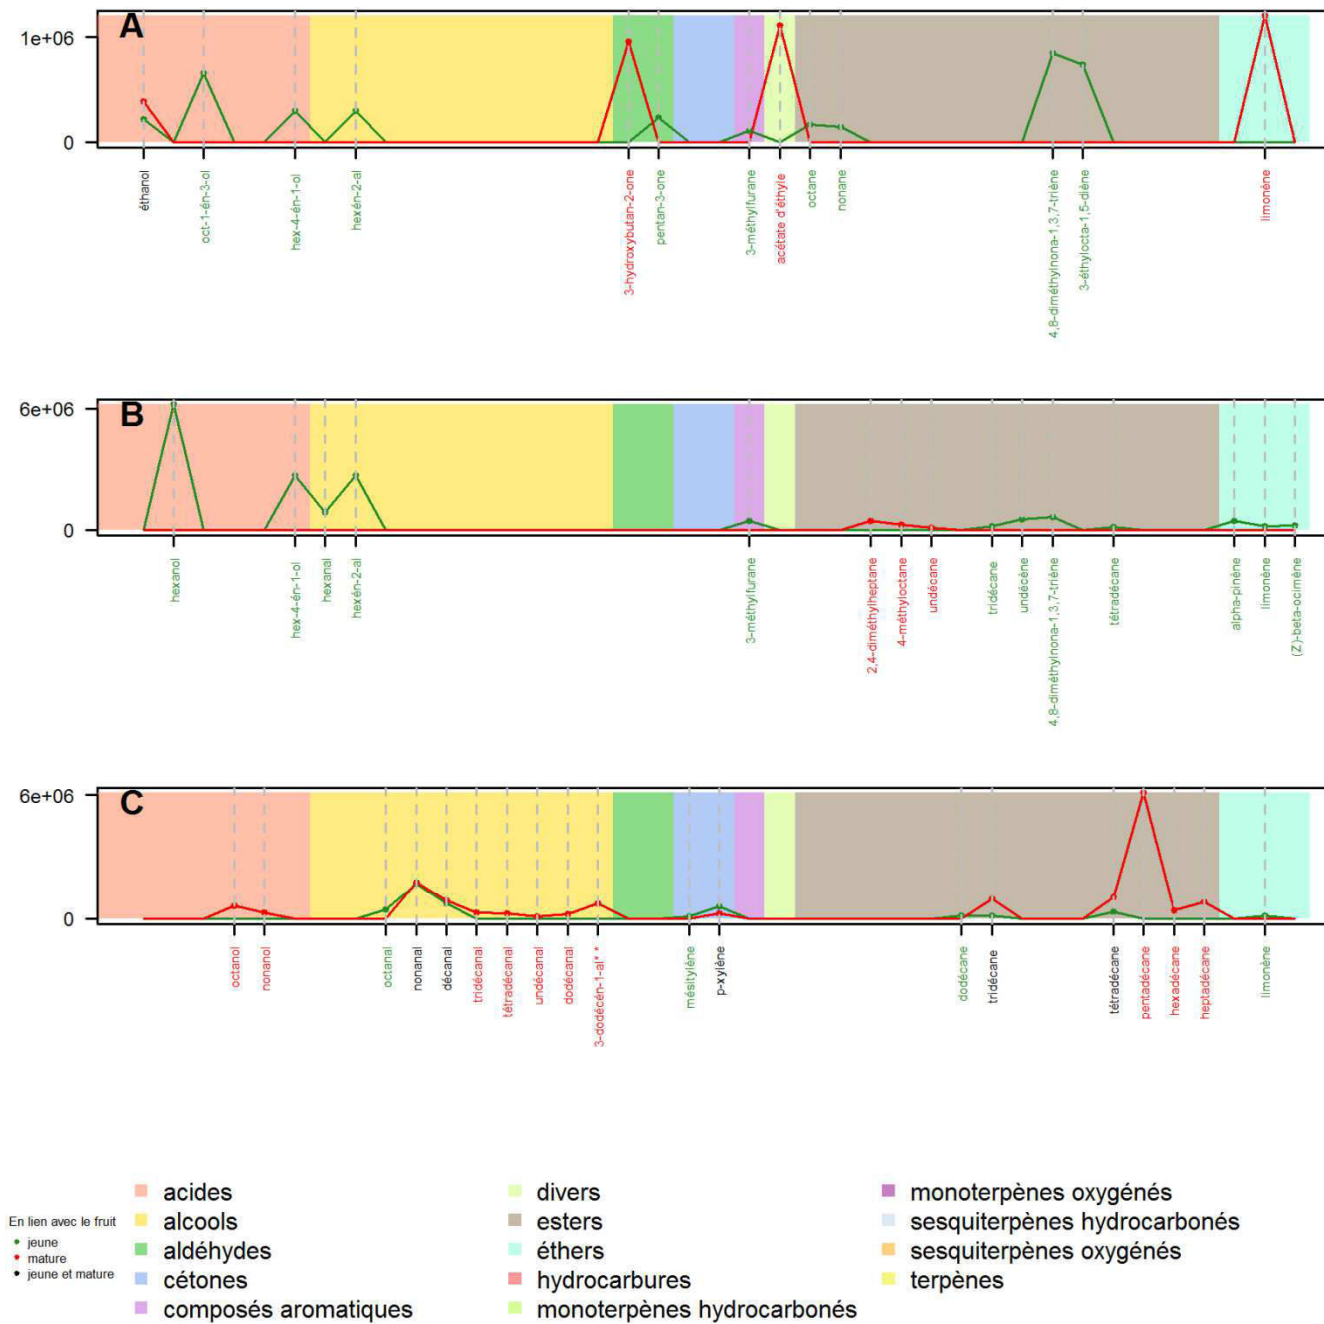 A
1e+06
0
éthanol
oct-1-én-3-ol
hex-4-én-1-ol
hexén-2-al
3-hydroxybutan-2-one
pentan-3-one
3-méthylfurane
acétate d'éthyle
octane
nonane
4,8-diméthylnona-1,3,7-triène
3-éthylocta-1,5-diène
limonène
B
6e+06
0
hexanol
hex-4-én-1-ol
hexanal
hexén-2-al
3-méthylfurane
2,4-diméthylheptane
4-méthyloctane
undécane
tridécane
undécène
4,8-diméthylnona-1,3,7-triène
tétradécane
alpha-pinène
limonène
(Z)-beta-ocimène
C
6e+06
0
octanol
nonanol
octanal
nonanal
décanal
tridécanal
tétradécanal
undécanal
dodécanal
3-dodécén-1-al* *
mésitylène
p-xylène
dodécane
tridécane
tétradécane
pentadécane
hexadécane
heptadécane
limonène
En lien avec le fruit
jeune
mature
jeune et mature
acides
alcools
aldéhydes
cétones
composés aromatiques
divers
esters
éthers
hydrocarbures
monoterpènes hydrocarbonés
monoterpènes oxygénés
sesquiterpènes hydrocarbonés
sesquiterpènes oxygénés
terpènes